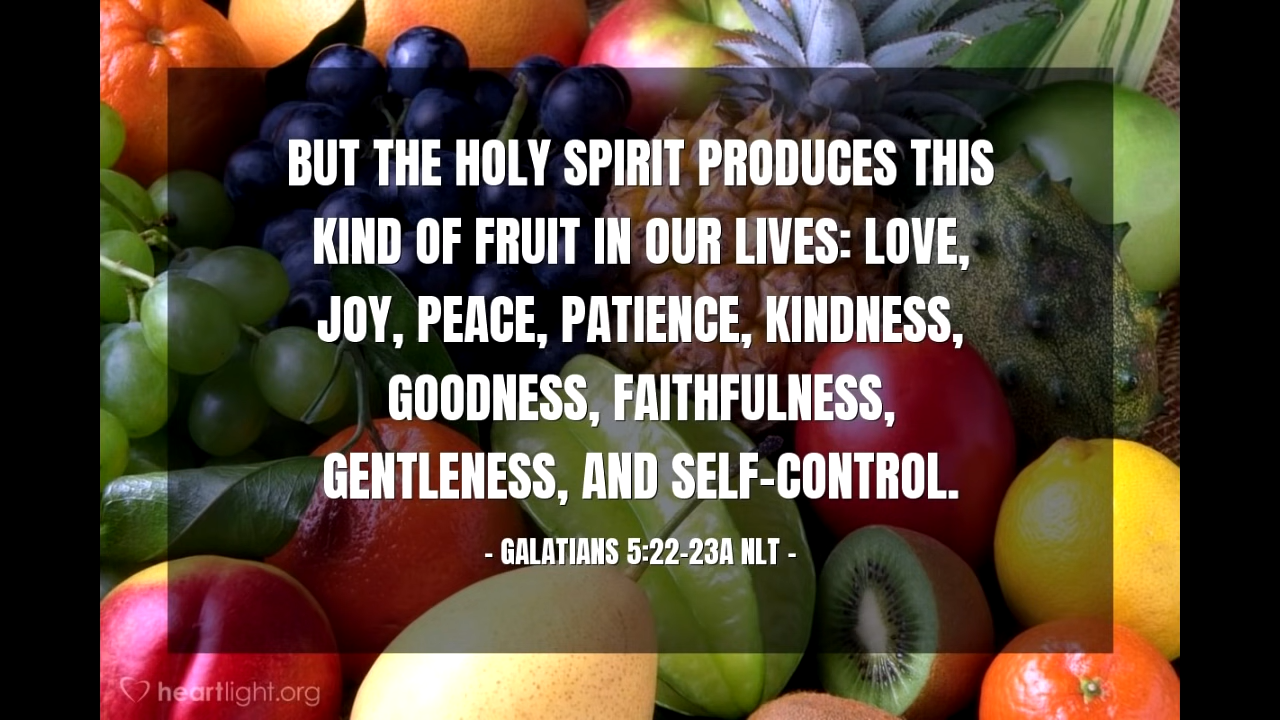 BUT THE HOLY SPIRIT PRODUCES THIS
KIND OF FRUIT IN OUR LIVES: LOVE,
JOY, PEACE, PATIENCE, KINDNESS,
GOODNESS, FAITHFULNESS,
GENTLENESS, AND SELF-CONTROL.
- GALATIANS 5:22-23A NLT -
heartlight.org